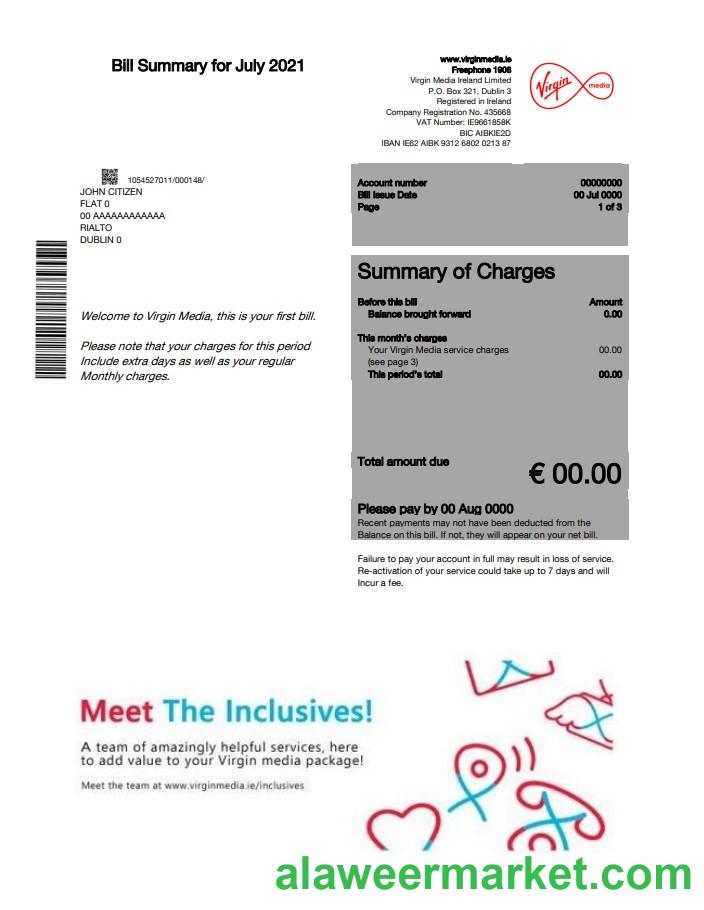 Bill Summary for July 2021
www.virginmedia.ie
Freephone 1908
Virgin Media Ireland Limited
P.O. Box 321, Dublin 3
Registered in Ireland
Company Registration No. 435668
VAT Number: IE9661858K
BIC AIBKIE2D
IBAN IE62 AIBK 9312 6802 0213 87
Virgin media
1054527011/000148/
JOHN CITIZEN
FLAT 0
00 AAAAAAAAAAAA
RIALTO
DUBLIN 0
Account number 00000000
Bill Issue Date 00 Jul 0000
Page 1 of 3
Welcome to Virgin Media, this is your first bill.
Please note that your charges for this period
Include extra days as well as your regular
Monthly charges.
Summary of Charges
Before this bill Amount
Balance brought forward 0.00
This month's charges
Your Virgin Media service charges 00.00
(see page 3)
This period's total 00.00
Total amount due € 00.00
Please pay by 00 Aug 0000
Recent payments may not have been deducted from the
Balance on this bill. If not, they will appear on your net bill.
Failure to pay your account in full may result in loss of service.
Re-activation of your service could take up to 7 days and will
Incur a fee.
Meet The Inclusives!
A team of amazingly helpful services, here
to add value to your Virgin media package!
Meet the team at www.virginmedia.ie/inclusives
alaweermarket.com